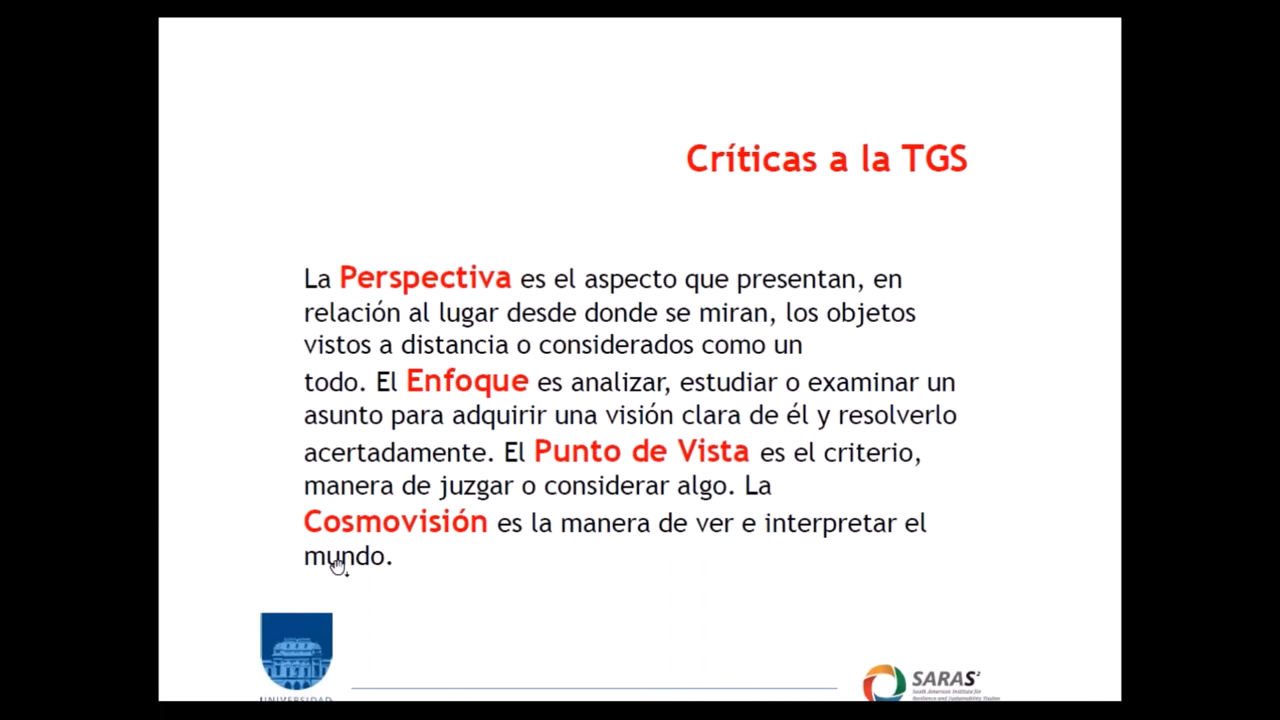 Críticas a la TGS
La Perspectiva es el aspecto que presentan, en
relación al lugar desde donde se miran, los objetos
vistos a distancia o considerados como un
todo. El Enfoque es analizar, estudiar o examinar un
asunto para adquirir una visión clara de él y resolverlo
acertadamente. El Punto de Vista es el criterio,
manera de juzgar o considerar algo. La
Cosmovisión es la manera de ver e interpretar el
mundo.
UNIVERSIDAD
SARAS²
South American Institute for
Resilience and Sustainability Studies